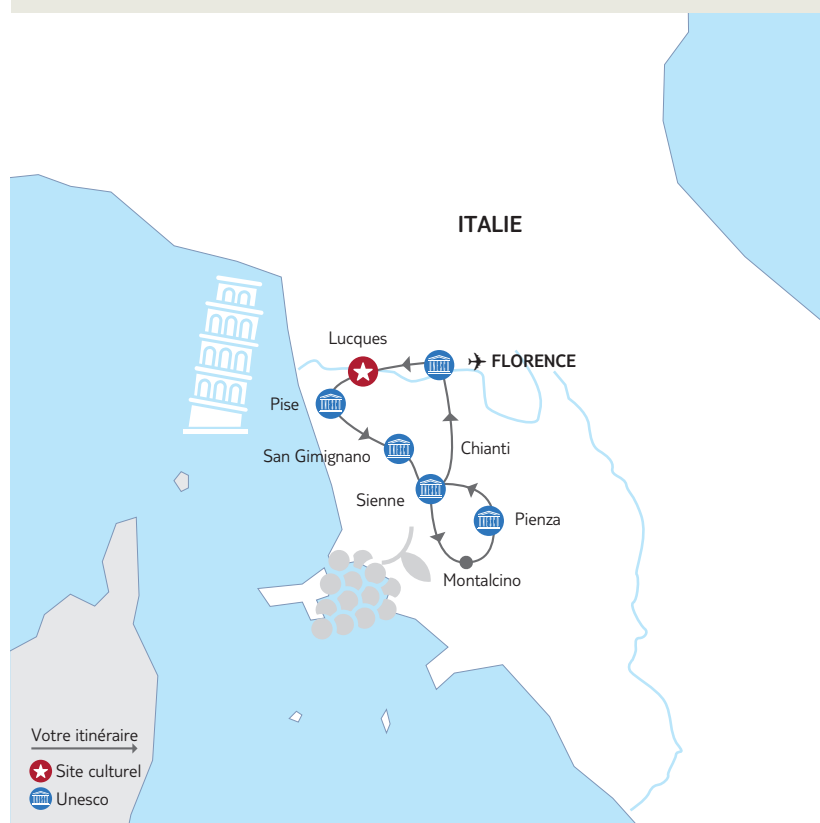 ITALIE
Lucques
FLORENCE
Pise
San Gimignano
Chianti
Sienne
Pienza
Montalcino
Votre itinéraire
Site culturel
Unesco